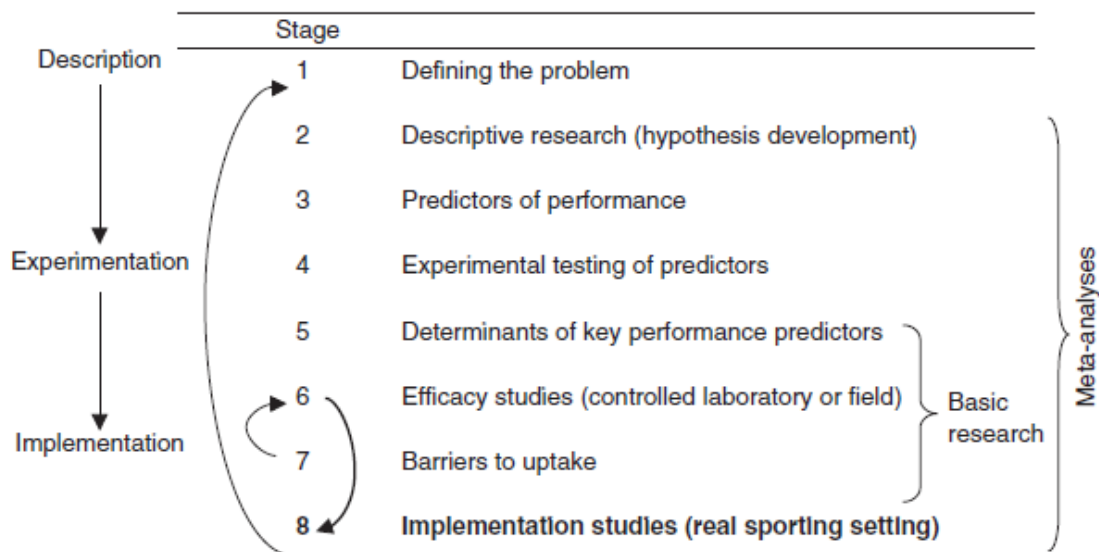 Stage
Description
1 Defining the problem
2 Descriptive research (hypothesis development)
3 Predictors of performance
Experimentation
4 Experimental testing of predictors
5 Determinants of key performance predictors
6 Efficacy studies (controlled laboratory or field)
Implementation
7 Barriers to uptake
8 Implementation studies (real sporting setting)
Basic
research
Meta-analyses